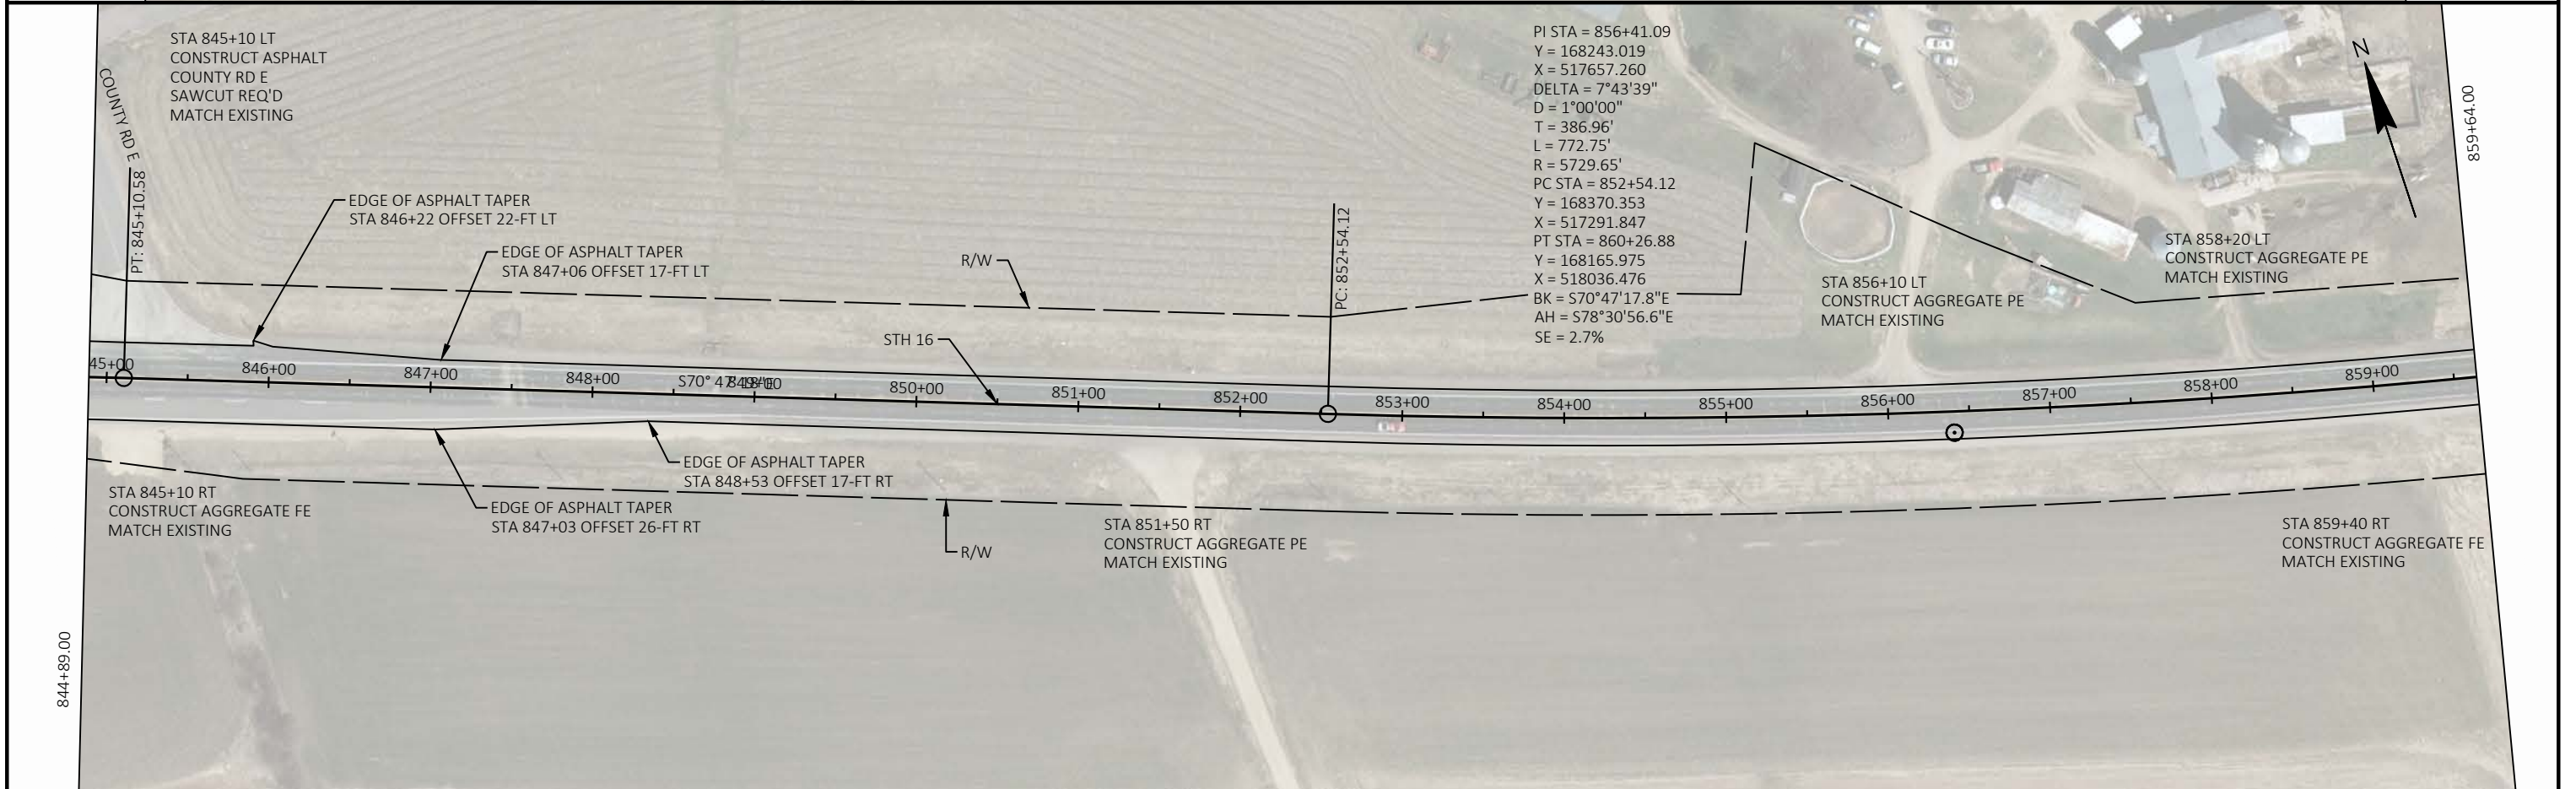 STA 845+10 LT
CONSTRUCT ASPHALT
COUNTY RD E
SAWCUT REQ'D
MATCH EXISTING
COUNTY RD E
PT: 845+10.58
EDGE OF ASPHALT TAPER
STA 846+22 OFFSET 22-FT LT
EDGE OF ASPHALT TAPER
STA 847+06 OFFSET 17-FT LT
R/W
STH 16
PC: 852+54.12
PI STA = 856+41.09
Y = 168243.019
X = 517657.260
DELTA = 7°43'39"
D = 1°00'00"
T = 386.96'
L = 772.75'
R = 5729.65'
PC STA = 852+54.12
Y = 168370.353
X = 517291.847
PT STA = 860+26.88
Y = 168165.975
X = 518036.476
BK = S70°47'17.8"E
AH = S78°30'56.6"E
SE = 2.7%
STA 856+10 LT
CONSTRUCT AGGREGATE PE
MATCH EXISTING
STA 858+20 LT
CONSTRUCT AGGREGATE PE
MATCH EXISTING
N
859+64.00
45+00
846+00
847+00
848+00
S70° 47' 18"E
849+00
850+00
851+00
852+00
853+00
854+00
855+00
856+00
857+00
858+00
859+00
STA 845+10 RT
CONSTRUCT AGGREGATE FE
MATCH EXISTING
EDGE OF ASPHALT TAPER
STA 847+03 OFFSET 26-FT RT
EDGE OF ASPHALT TAPER
STA 848+53 OFFSET 17-FT RT
R/W
STA 851+50 RT
CONSTRUCT AGGREGATE PE
MATCH EXISTING
STA 859+40 RT
CONSTRUCT AGGREGATE FE
MATCH EXISTING
844+89.00